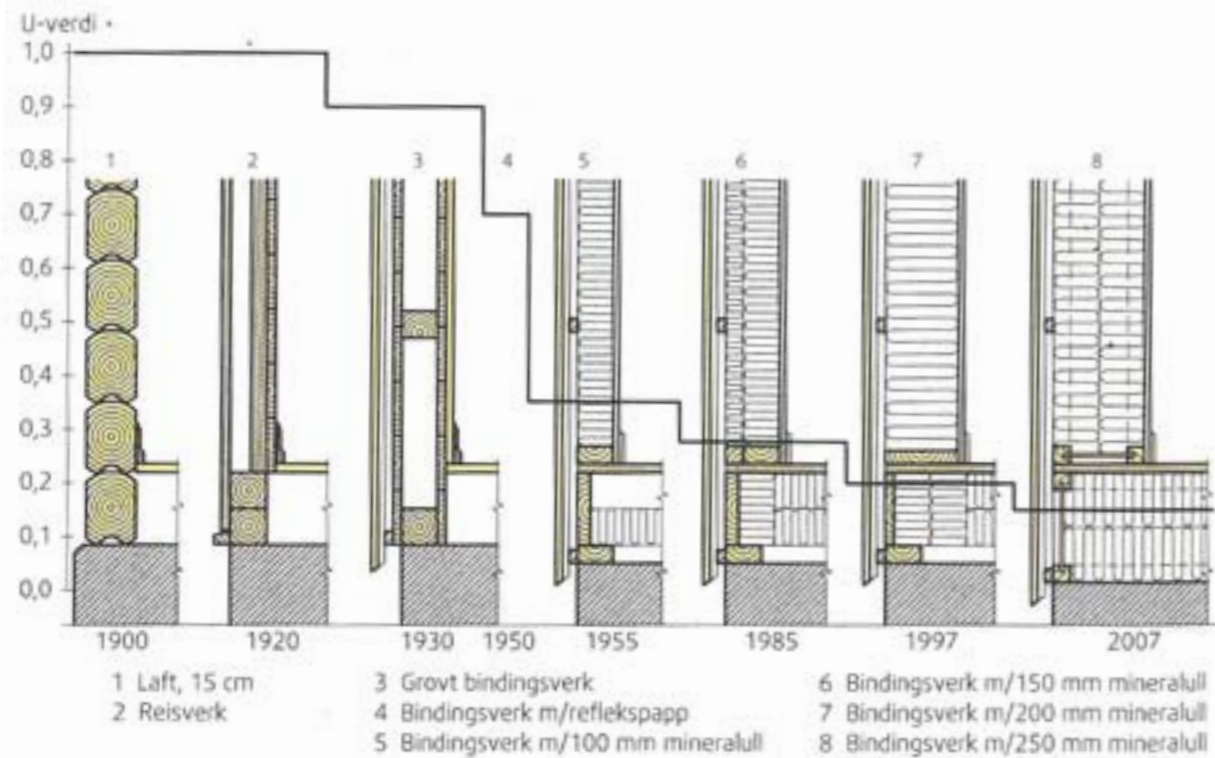 U-verdi
1,0
0,9
0,8
0,7
0,6
0,5
0,4
0,3
0,2
0,1
0,0
1 2 3 4 5 6 7 8
1900 1920 1930 1950 1955 1985 1997 2007
1 Laft, 15 cm
2 Reisverk
3 Grovt bindingsverk
4 Bindingsverk m/reflekspapp
5 Bindingsverk m/100 mm mineralull
6 Bindingsverk m/150 mm mineralull
7 Bindingsverk m/200 mm mineralull
8 Bindingsverk m/250 mm mineralull